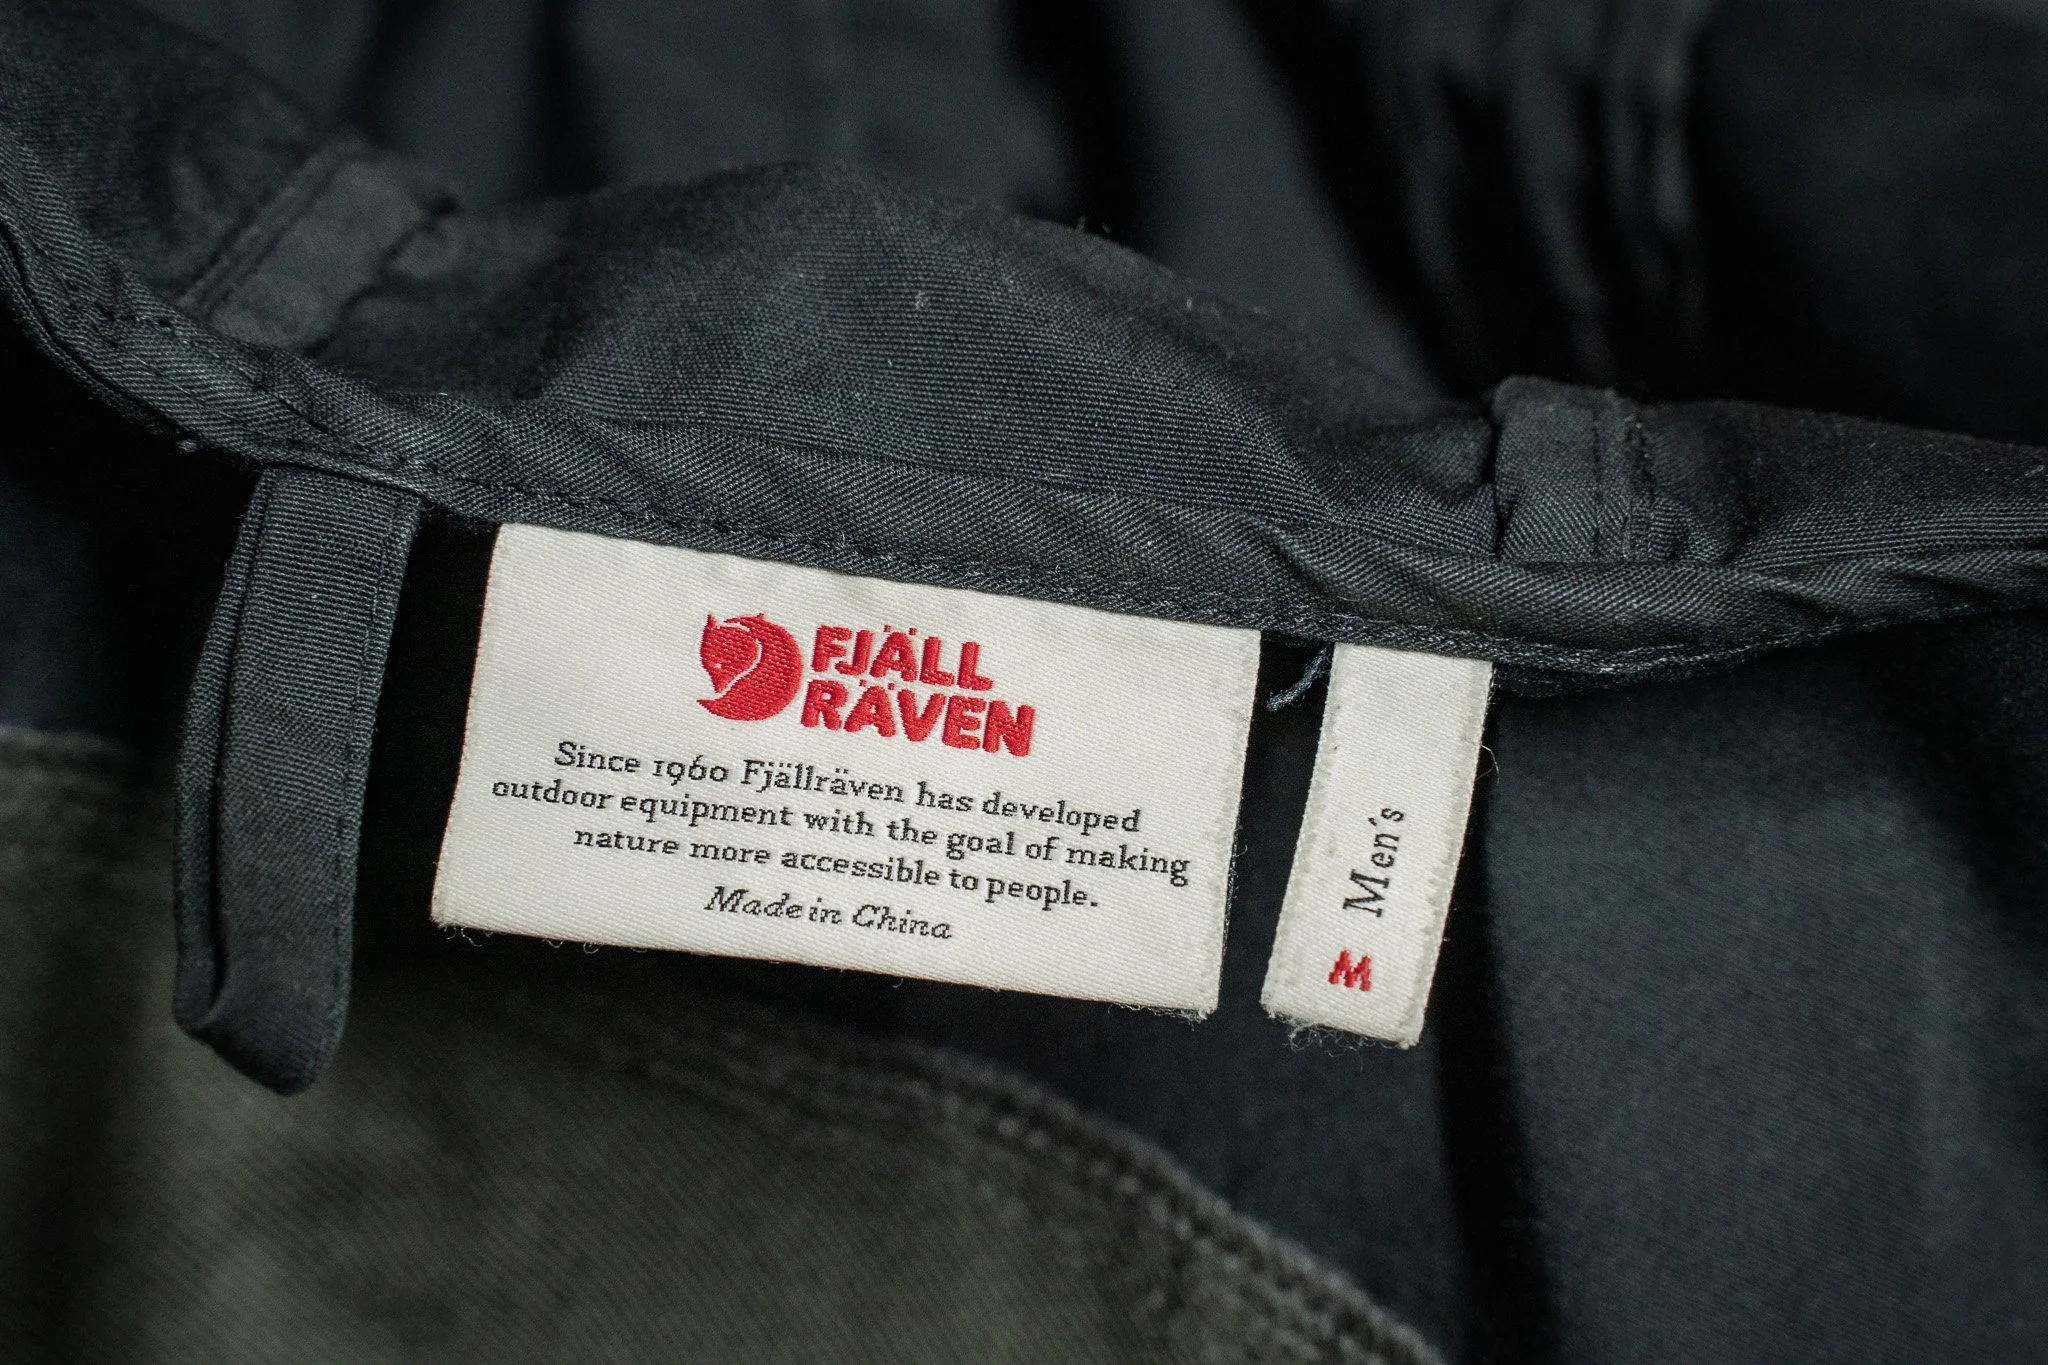 FJÄLL
RÄVEN
Since 1960 Fjällräven has developed
outdoor equipment with the goal of making
nature more accessible to people.
Made in China
Men's
M